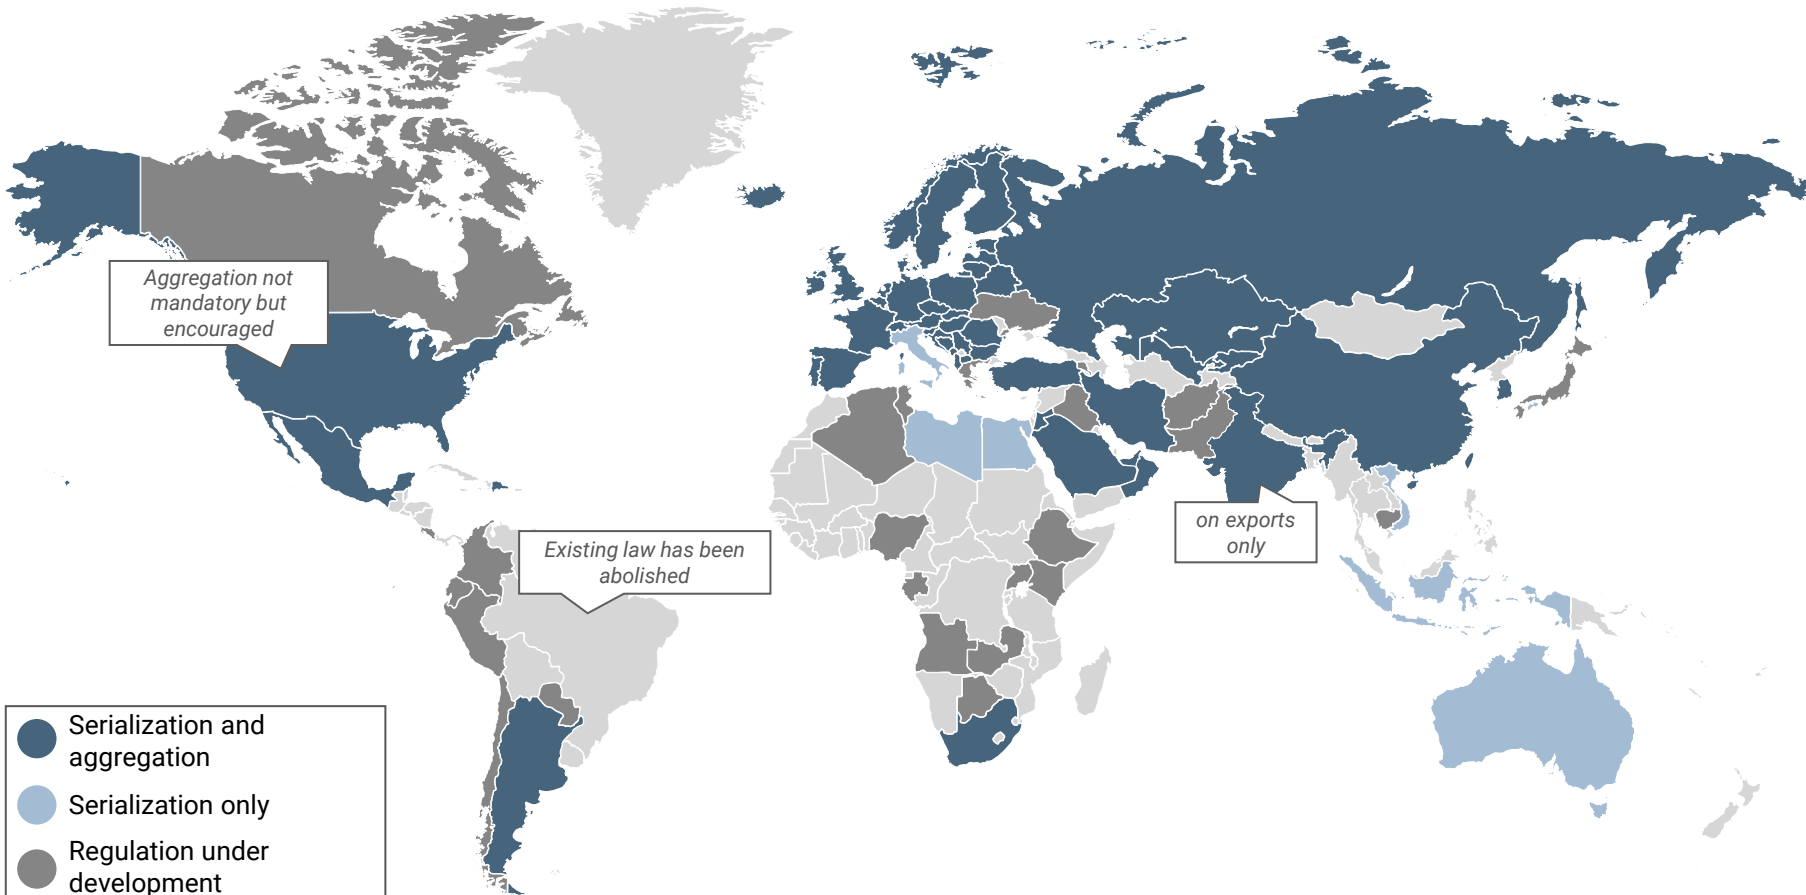 Aggregation not
mandatory but
encouraged
Existing law has been
abolished
on exports
only
Serialization and
aggregation
Serialization only
Regulation under
development